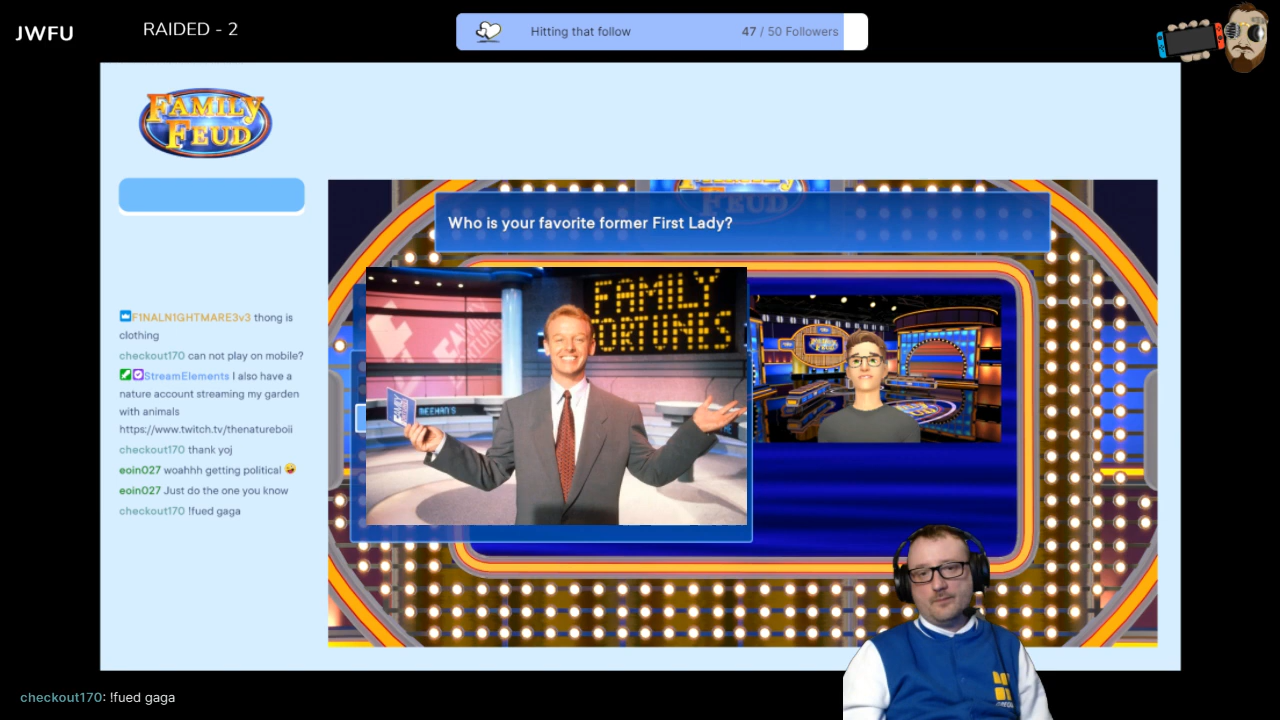 JWFU
RAIDED - 2
Hitting that follow
47 / 50 Followers
FAMILY
FEUD
FEUD
Who is your favorite former First Lady?
FAMILY
FORTUNES
MEEHAN'S
F1NALN1GHTMARE3v3 thong is
clothing
checkout170 can not play on mobile?
StreamElements I also have a
nature account streaming my garden
with animals
https://www.twitch.tv/thenatureboii
checkout170 thank yoj
eoin027 woahhh getting political 🤪
eoin027 Just do the one you know
checkout170 !fued gaga
checkout170: !fued gaga